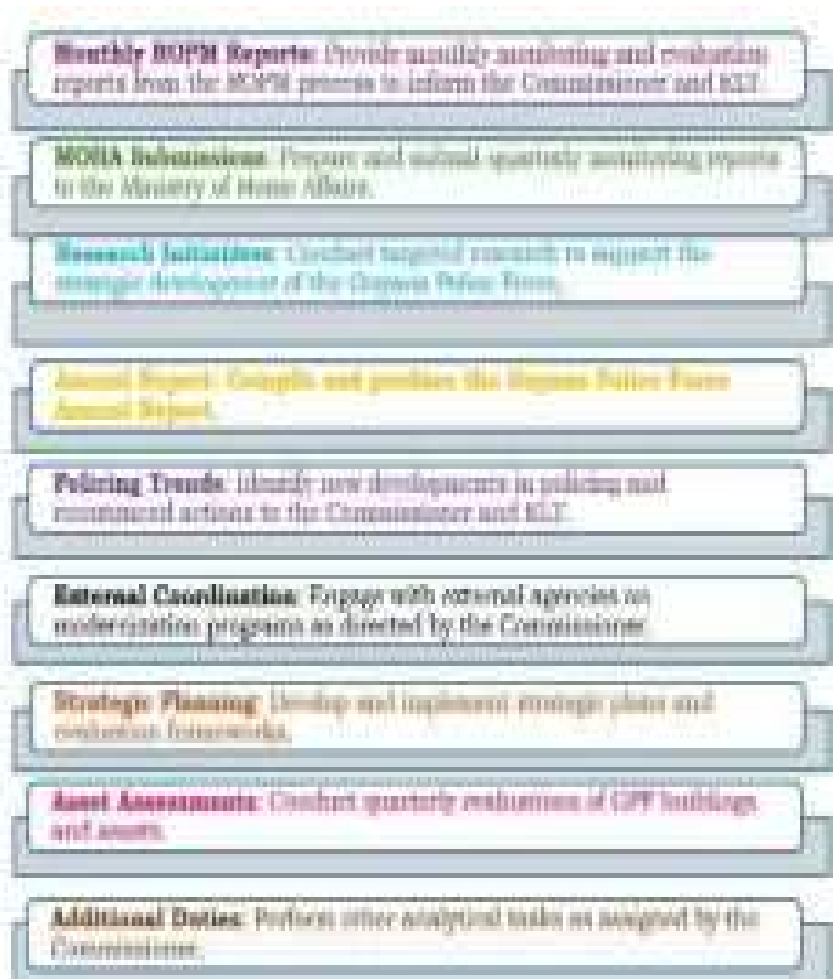 Monthly ROPM Reports: Provide monthly monitoring and evaluation
reports from the ROPM process to inform the Commissioner and KLT.
MOHA Submissions: Prepare and submit quarterly monitoring reports
to the Ministry of Home Affairs.
Research Initiatives: Conduct targeted research to support the
strategic development of the Guyana Police Force.
Annual Report: Compile and produce the Guyana Police Force
Annual Report.
Policing Trends: Identify new developments in policing and
recommend actions to the Commissioner and KLT.
External Coordination: Engage with external agencies on
modernization programs as directed by the Commissioner.
Strategic Planning: Develop and implement strategic plans and
evaluation frameworks.
Asset Assessments: Conduct quarterly evaluations of GPF buildings
and assets.
Additional Duties: Perform other analytical tasks as assigned by the
Commissioner.